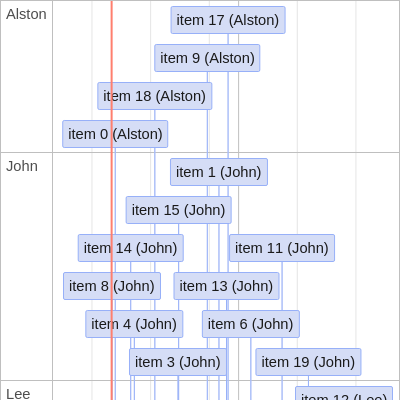 Alston
item 17 (Alston)
item 9 (Alston)
item 18 (Alston)
item 0 (Alston)
John
item 1 (John)
item 15 (John)
item 14 (John)
item 11 (John)
item 8 (John)
item 13 (John)
item 4 (John)
item 6 (John)
item 3 (John)
item 19 (John)
Lee
item 12 (Lee)